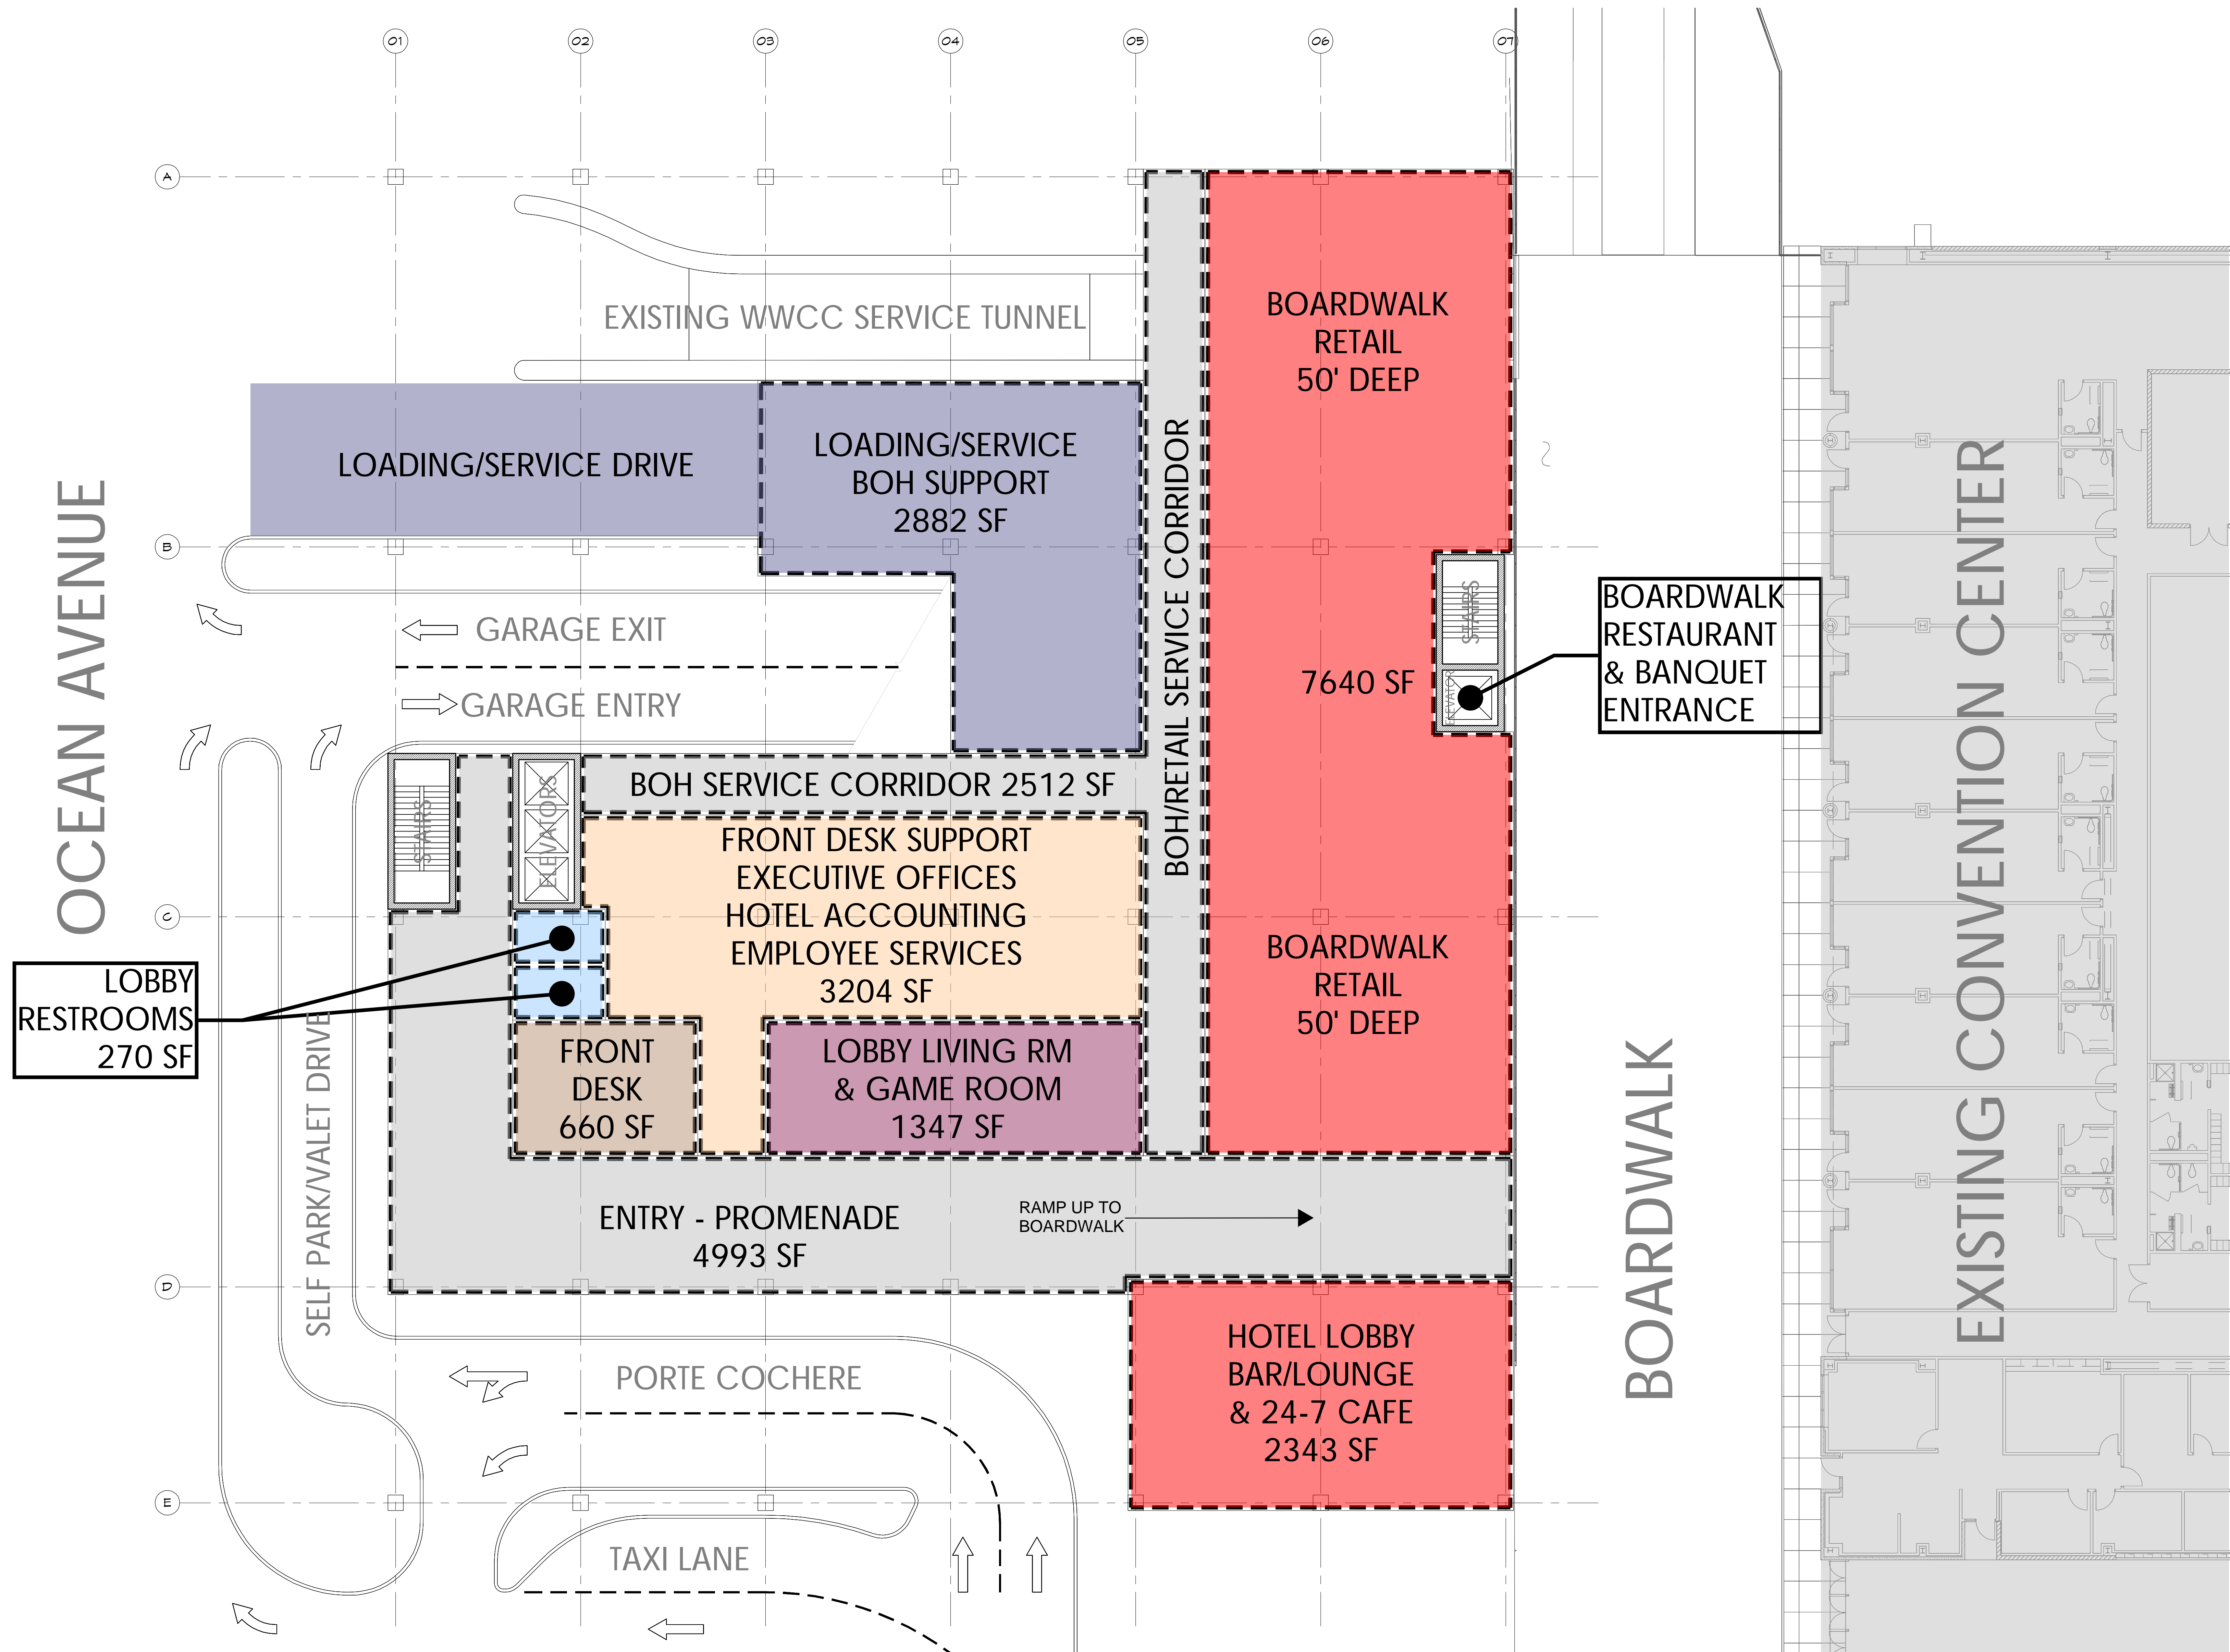 01
02
03
04
05
06
07
A
B
C
D
E
EXISTING WWCC SERVICE TUNNEL
BOARDWALK
RETAIL
50' DEEP
LOADING/SERVICE DRIVE
LOADING/SERVICE
BOH SUPPORT
2882 SF
BOH/RETAIL SERVICE CORRIDOR
OCEAN AVENUE
EXISTING CONVENTION CENTER
GARAGE EXIT
GARAGE ENTRY
7640 SF
STAIRS
ELEVATOR
BOARDWALK
RESTAURANT
& BANQUET
ENTRANCE
STAIRS
ELEVATORS
BOH SERVICE CORRIDOR 2512 SF
FRONT DESK SUPPORT
EXECUTIVE OFFICES
HOTEL ACCOUNTING
EMPLOYEE SERVICES
3204 SF
BOARDWALK
RETAIL
50' DEEP
LOBBY
RESTROOMS
270 SF
SELF PARK/VALET DRIVE
FRONT
DESK
660 SF
LOBBY LIVING RM
& GAME ROOM
1347 SF
BOARDWALK
ENTRY - PROMENADE
4993 SF
RAMP UP TO
BOARDWALK
PORTE COCHERE
HOTEL LOBBY
BAR/LOUNGE
& 24-7 CAFE
2343 SF
TAXI LANE